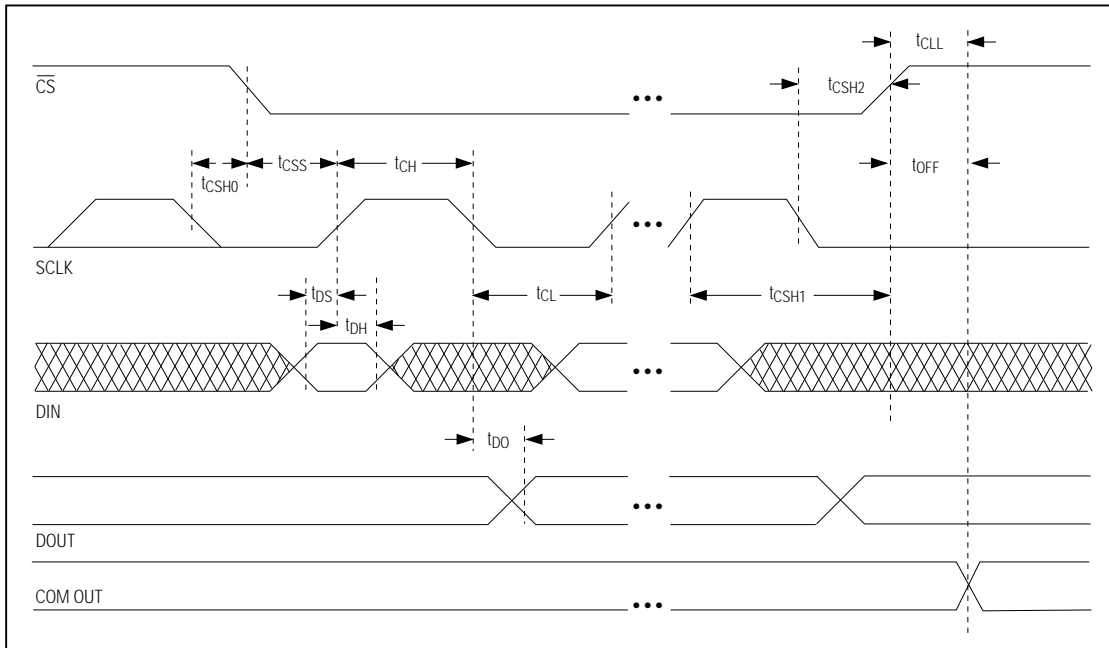 tCLL
CS
tCSH2
tCSS
tCH
tOFF
tCSH0
SCLK
tDS
tCL
tCSH1
tDH
DIN
tDO
DOUT
COM OUT